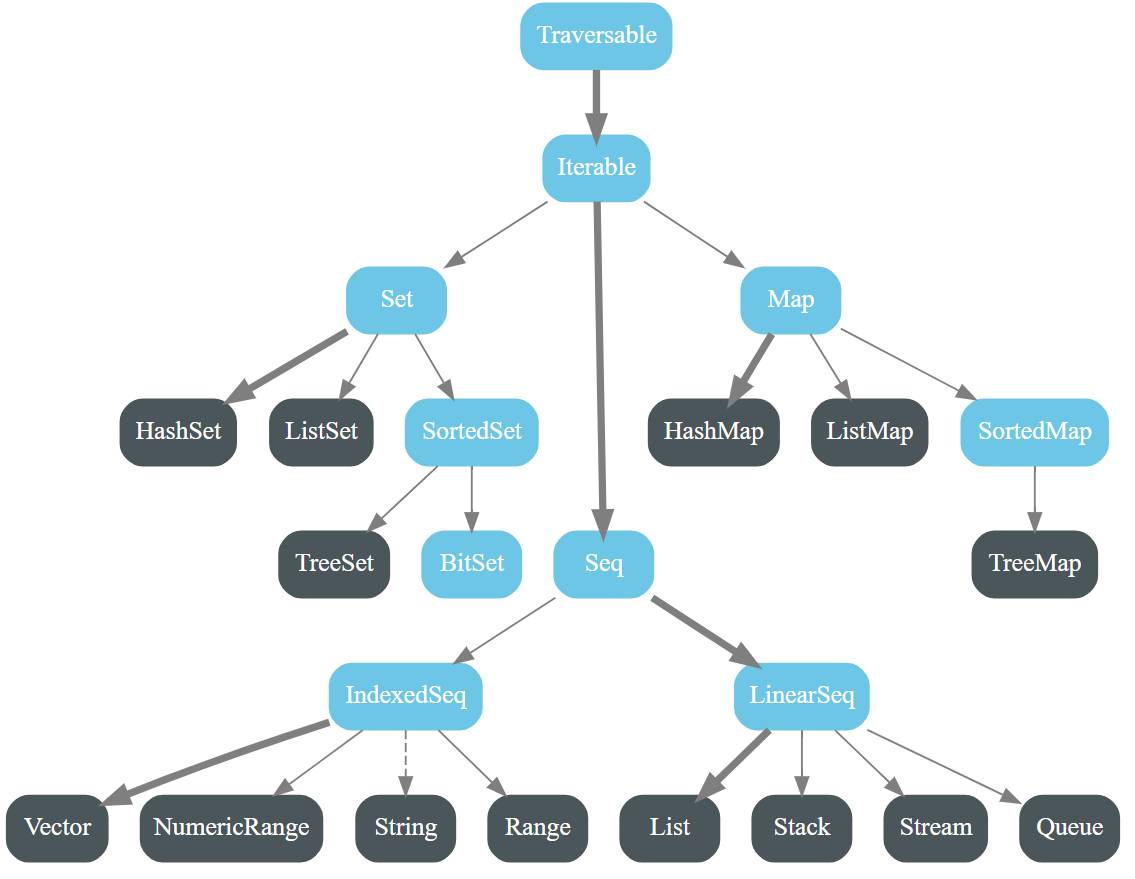 Traversable
Iterable
Set
Map
HashSet
ListSet
SortedSet
HashMap
ListMap
SortedMap
TreeSet
BitSet
Seq
TreeMap
IndexedSeq
LinearSeq
Vector
NumericRange
String
Range
List
Stack
Stream
Queue